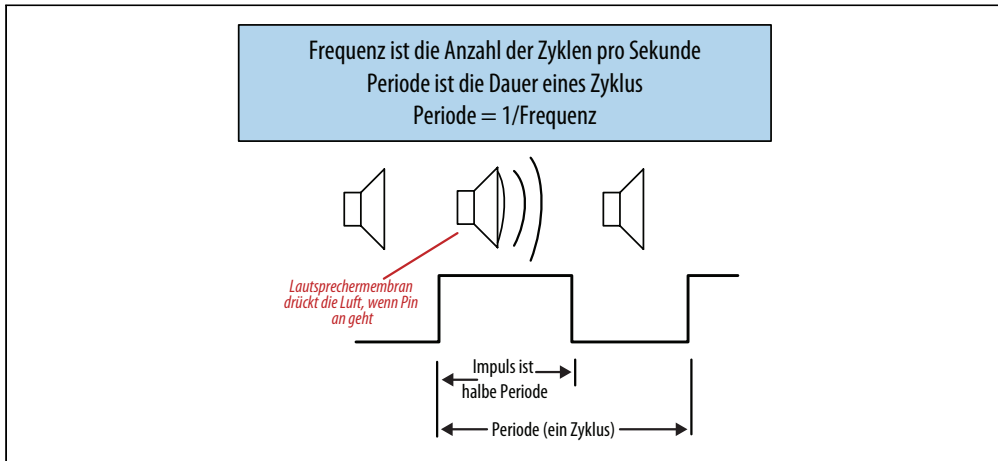 Frequenz ist die Anzahl der Zyklen pro Sekunde
Periode ist die Dauer eines Zyklus
Periode = 1/Frequenz
Lautsprechermembran
drückt die Luft, wenn Pin
an geht
Impuls ist
halbe Periode
Periode (ein Zyklus)